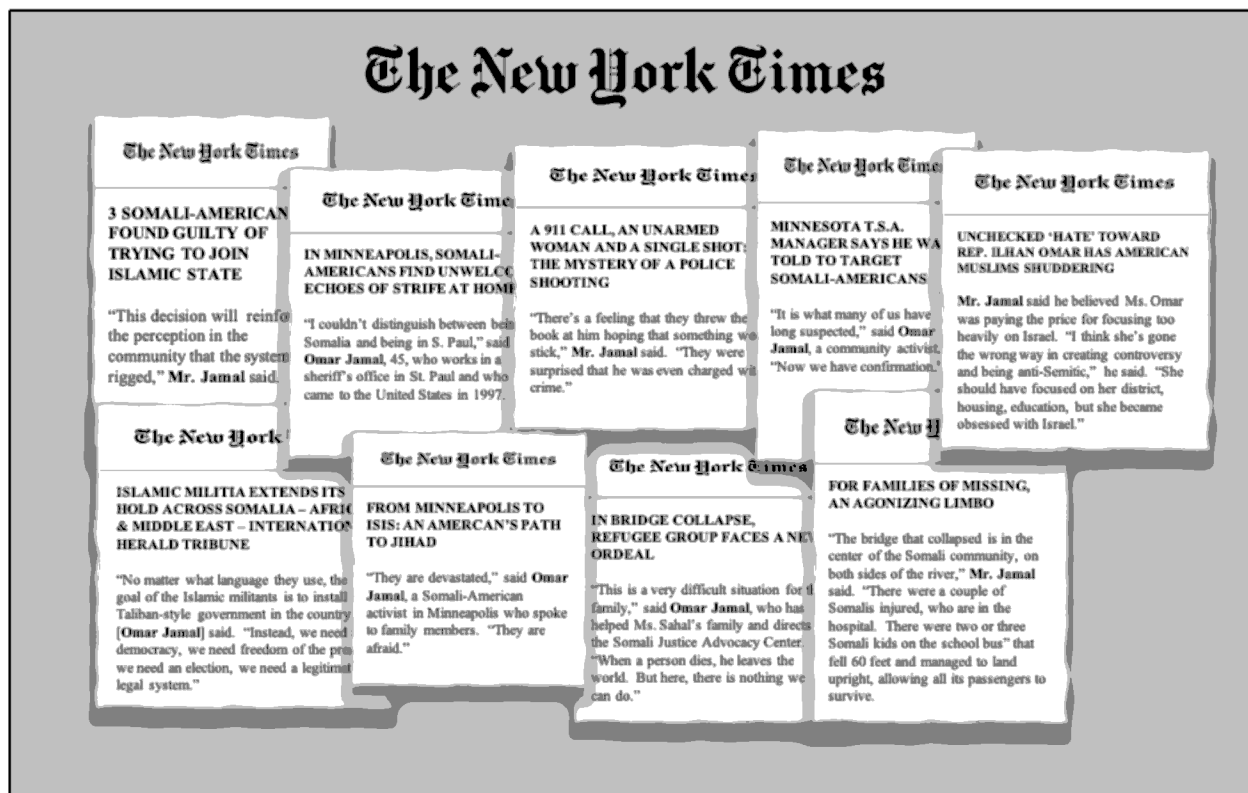 The New York Times
The New York Times
3 SOMALI-AMERICAN
FOUND GUILTY OF
TRYING TO JOIN
ISLAMIC STATE
“This decision will reinfo
the perception in the
community that the system
rigged,” Mr. Jamal said.
The New York Time
IN MINNEAPOLIS, SOMALI-
AMERICANS FIND UNWELCO
ECHOES OF STRIFE AT HOME
“I couldn’t distinguish between bein
Somalia and being in S. Paul,” said
Omar Jamal, 45, who works in a
sheriff’s office in St. Paul and who
came to the United States in 1997.
The New York Times
A 911 CALL, AN UNARMED
WOMAN AND A SINGLE SHOT:
THE MYSTERY OF A POLICE
SHOOTING
“There’s a feeling that they threw the
book at him hoping that something wo
stick,” Mr. Jamal said. “They were
surprised that he was even charged wit
crime.”
The New York Times
MINNESOTA T.S.A.
MANAGER SAYS HE WA
TOLD TO TARGET
SOMALI-AMERICANS
“It is what many of us have
long suspected,” said Omar
Jamal, a community activist.
“Now we have confirmation.”
The New York Times
UNCHECKED ‘HATE’ TOWARD
REP. ILHAN OMAR HAS AMERICAN
MUSLIMS SHUDDERING
Mr. Jamal said he believed Ms. Omar
was paying the price for focusing too
heavily on Israel. “I think she’s gone
the wrong way in creating controversy
and being anti-Semitic,” he said. “She
should have focused on her district,
housing, education, but she became
obsessed with Israel.”
The New York
ISLAMIC MILITIA EXTENDS ITS
HOLD ACROSS SOMALIA – AFRIC
& MIDDLE EAST – INTERNATION
HERALD TRIBUNE
“No matter what language they use, the
goal of the Islamic militants is to install
Taliban-style government in the country
[Omar Jamal] said. “Instead, we need
democracy, we need freedom of the pre
we need an election, we need a legitimat
legal system.”
The New York Times
FROM MINNEAPOLIS TO
ISIS: AN AMERCAN’S PATH
TO JIHAD
“They are devastated,” said Omar
Jamal, a Somali-American
activist in Minneapolis who spoke
to family members. “They are
afraid.”
The New York Times
IN BRIDGE COLLAPSE,
REFUGEE GROUP FACES A NEW
ORDEAL
“This is a very difficult situation for th
family,” said Omar Jamal, who has
helped Ms. Sahal’s family and directs
the Somali Justice Advocacy Center.
“When a person dies, he leaves the
world. But here, there is nothing we
can do.”
The New Y
FOR FAMILIES OF MISSING,
AN AGONIZING LIMBO
“The bridge that collapsed is in the
center of the Somali community, on
both sides of the river,” Mr. Jamal
said. “There were a couple of
Somalis injured, who are in the
hospital. There were two or three
Somali kids on the school bus” that
fell 60 feet and managed to land
upright, allowing all its passengers to
survive.